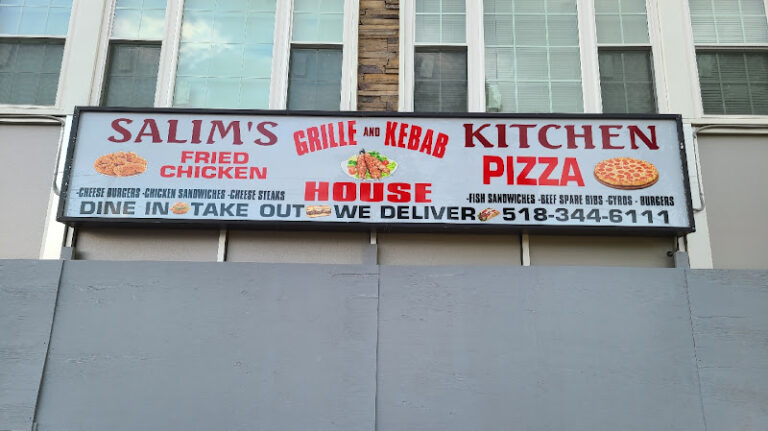 SALIM'S GRILLE AND KEBAB KITCHEN
FRIED CHICKEN
HOUSE
PIZZA
-CHEESE BURGERS -CHICKEN SANDWICHES -CHEESE STEAKS
-FISH SANDWICHES -BEEF SPARE RIBS -GYROS - BURGERS
DINE IN TAKE OUT WE DELIVER 518-344-6111